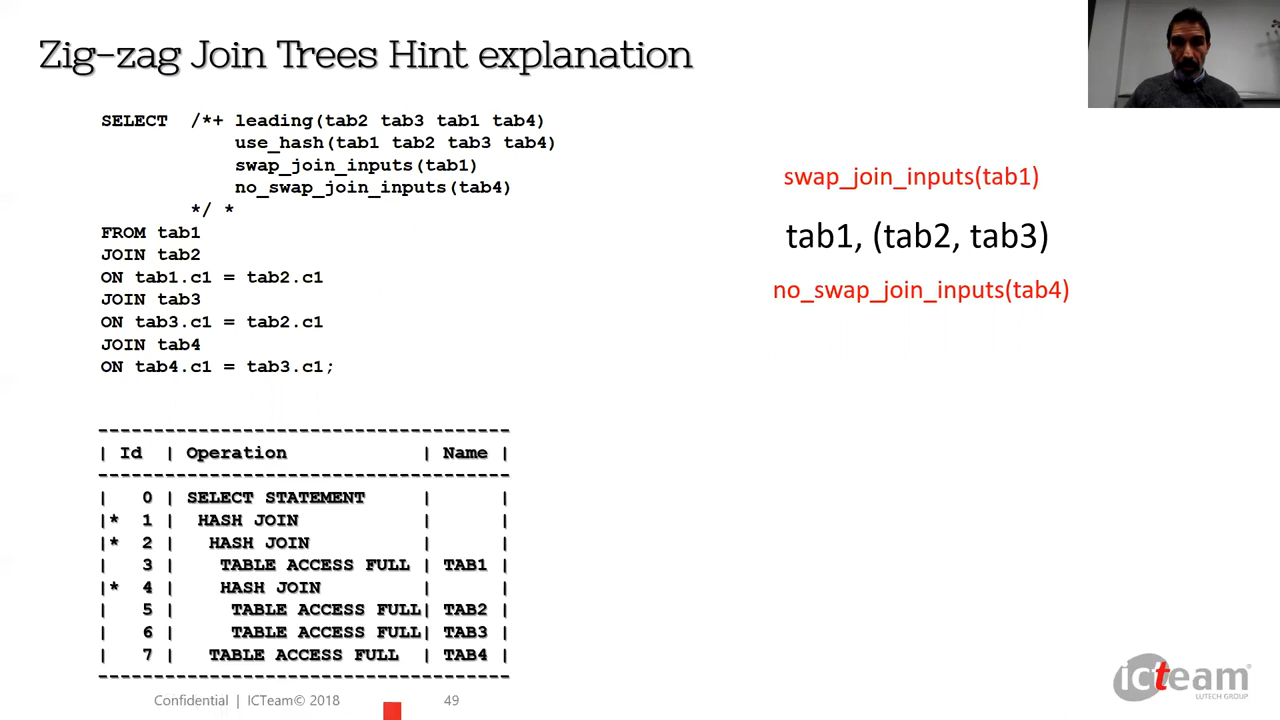 Zig-zag Join Trees Hint explanation
SELECT /*+ leading(tab2 tab3 tab1 tab4)
use_hash(tab1 tab2 tab3 tab4)
swap_join_inputs(tab1)
no_swap_join_inputs(tab4)
*/ *
FROM tab1
JOIN tab2
ON tab1.c1 = tab2.c1
JOIN tab3
ON tab3.c1 = tab2.c1
JOIN tab4
ON tab4.c1 = tab3.c1;
swap_join_inputs(tab1)
tab1, (tab2, tab3)
no_swap_join_inputs(tab4)
-------------------------------------
| Id | Operation | Name |
-------------------------------------
| 0 | SELECT STATEMENT | |
|* 1 | HASH JOIN | |
|* 2 | HASH JOIN | |
| 3 | TABLE ACCESS FULL | TAB1 |
|* 4 | HASH JOIN | |
| 5 | TABLE ACCESS FULL| TAB2 |
| 6 | TABLE ACCESS FULL| TAB3 |
| 7 | TABLE ACCESS FULL | TAB4 |
-------------------------------------
Confidential | ICTeam© 2018
49
icteam
LUTECH GROUP